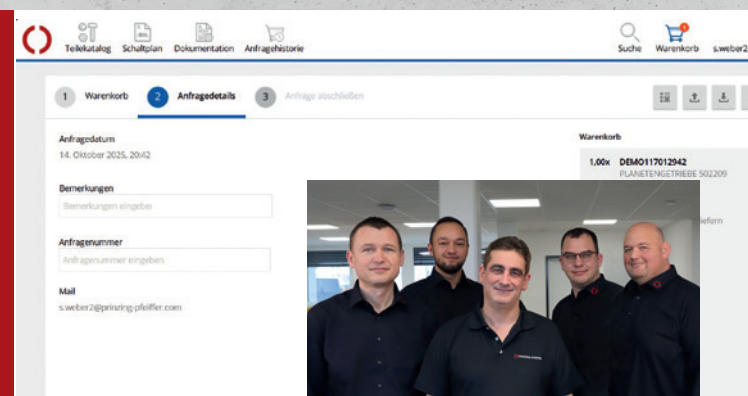 Teilekatalog Schaltplan Dokumentation Anfragehistorie
Suche Warenkorb s.weber2
1 Warenkorb 2 Anfragedetails 3 Anfrage abschließen
Anfragedatum
14. Oktober 2025, 20:42
Bemerkungen
Bemerkungen eingeben
Anfragenummer
Anfragenummer eingeben
Mail
s.weber2@prinzing-pfeiffer.com
Warenkorb
1,00x DEMO117012942
PLANETENGETRIEBE 502209
liefern